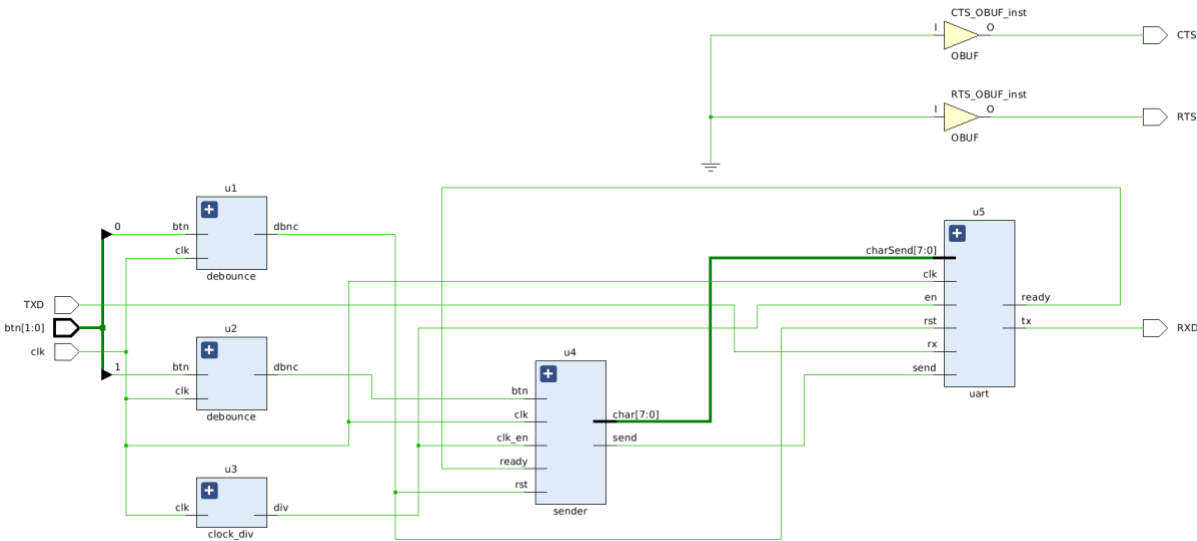 CTS_OBUF_inst
I
O
CTS
OBUF
RTS_OBUF_inst
I
O
RTS
OBUF
u1
0
btn
dbnc
clk
debounce
u5
charSend[7:0]
clk
TXD
en
ready
btn[1:0]
rst
tx
RXD
clk
rx
u2
1
btn
dbnc
send
clk
uart
debounce
u4
btn
clk
char[7:0]
clk_en
send
ready
rst
sender
u3
clk
div
clock_div